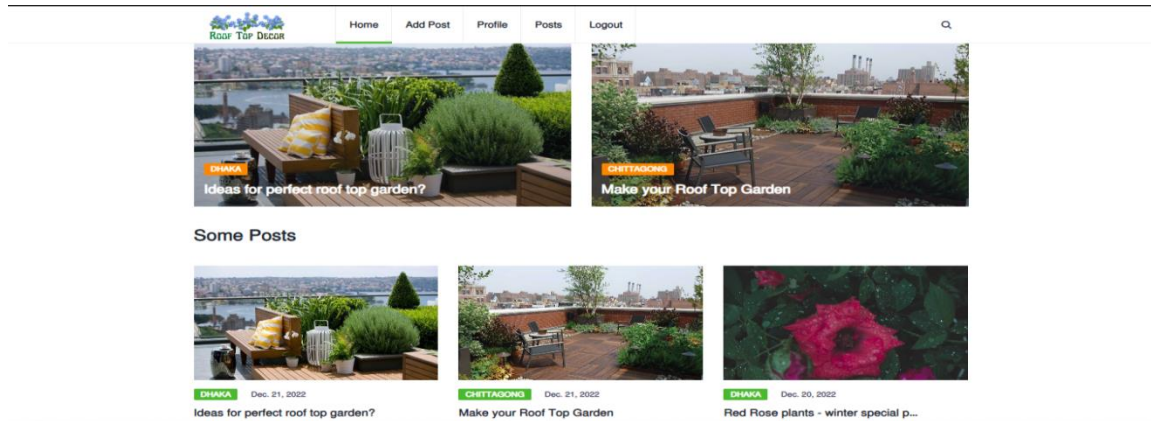 ROOF TOP DECOR
Home Add Post Profile Posts Logout
DHAKA
Ideas for perfect roof top garden?
CHITTAGONG
Make your Roof Top Garden
Some Posts
DHAKA Dec. 21, 2022
Ideas for perfect roof top garden?
CHITTAGONG Dec. 21, 2022
Make your Roof Top Garden
DHAKA Dec. 20, 2022
Red Rose plants - winter special p...